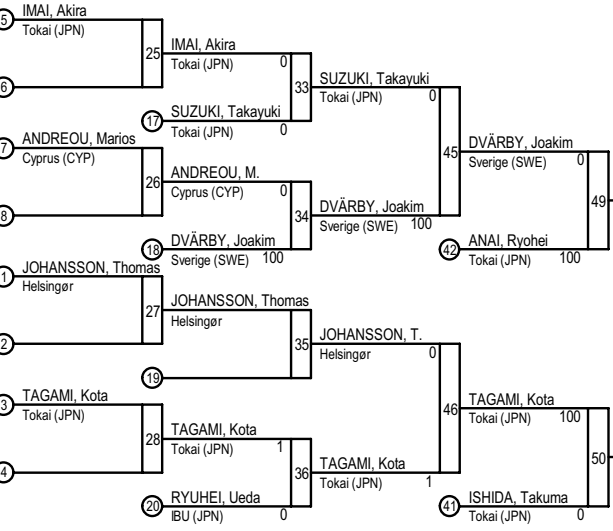 5 IMAI, Akira
Tokai (JPN)
25 IMAI, Akira
Tokai (JPN) 0
6
33 SUZUKI, Takayuki
Tokai (JPN) 0
17 SUZUKI, Takayuki
Tokai (JPN) 0
7 ANDREOU, Marios
Cyprus (CYP)
45 DVÄRBY, Joakim
Sverige (SWE) 0
26 ANDREOU, M.
Cyprus (CYP) 0
49
8
34 DVÄRBY, Joakim
Sverige (SWE) 100
18 DVÄRBY, Joakim
Sverige (SWE) 100
42 ANAI, Ryohei
Tokai (JPN) 100
1 JOHANSSON, Thomas
Helsingør
27 JOHANSSON, Thomas
Helsingør
2
35 JOHANSSON, T.
Helsingør 0
19
3 TAGAMI, Kota
Tokai (JPN)
46 TAGAMI, Kota
Tokai (JPN) 100
28 TAGAMI, Kota
Tokai (JPN) 1
50
4
36 TAGAMI, Kota
Tokai (JPN) 1
20 RYUHEI, Ueda
IBU (JPN) 0
41 ISHIDA, Takuma
Tokai (JPN) 0